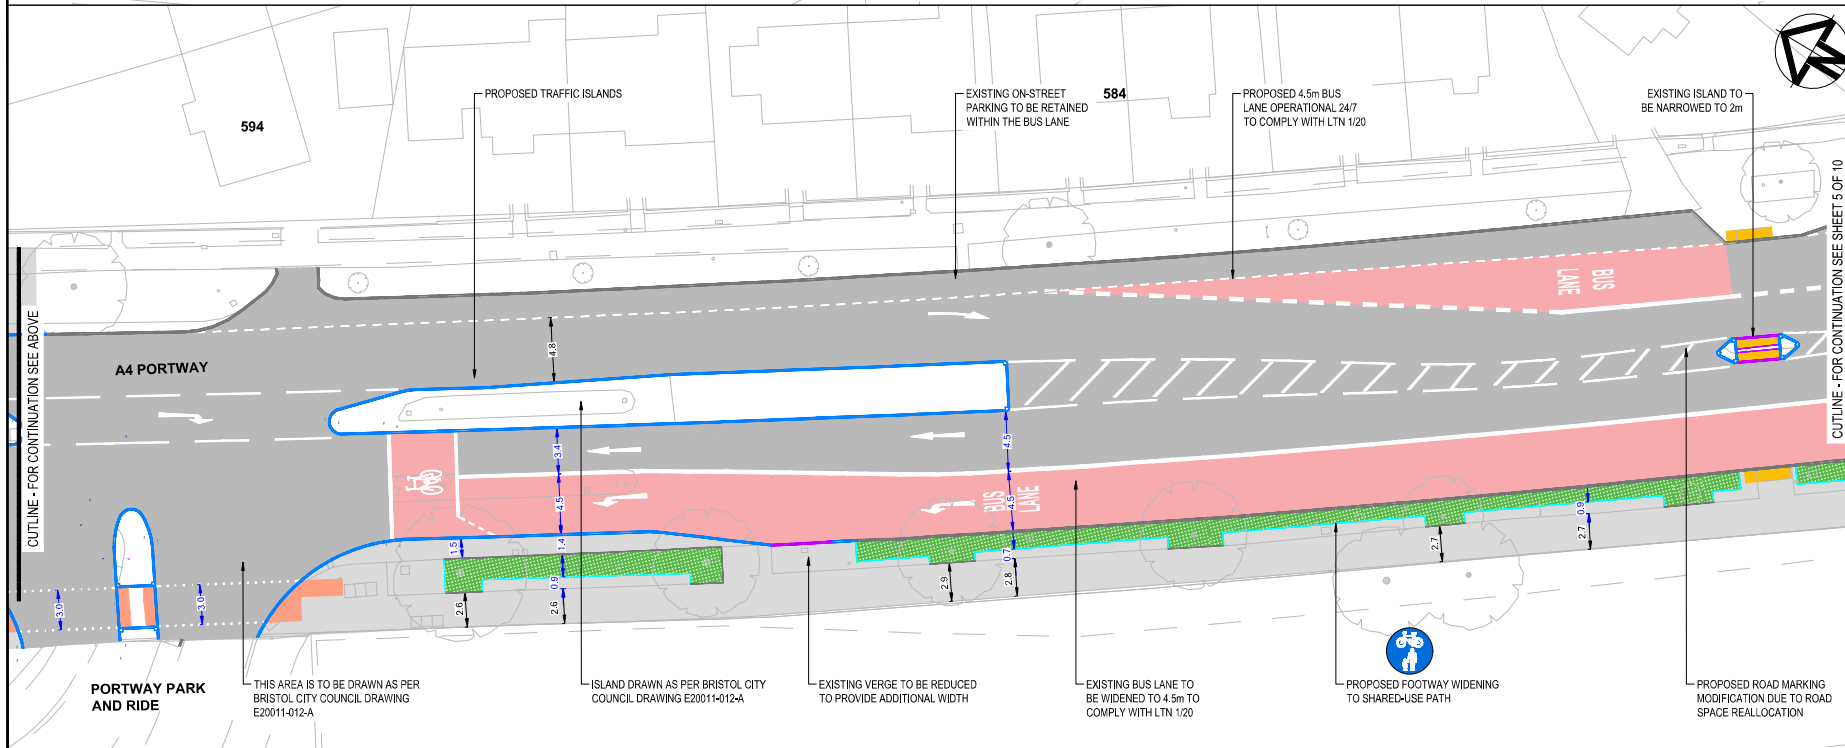 PROPOSED TRAFFIC ISLANDS
EXISTING ON-STREET
PARKING TO BE RETAINED
WITHIN THE BUS LANE
584
PROPOSED 4.5m BUS
LANE OPERATIONAL 24/7
TO COMPLY WITH LTN 1/20
EXISTING ISLAND TO
BE NARROWED TO 2m
N
594
CUTLINE - FOR CONTINUATION SEE ABOVE
CUTLINE - FOR CONTINUATION SEE SHEET 5 OF 10
A4 PORTWAY
4.8
BUS
LANE
3.4
4.5
4.5
4.5
BUS
LANE
1.5
1.4
0.9
2.6
2.6
2.9
0.7
2.8
2.7
0.9
2.7
3.0
3.0
PORTWAY PARK
AND RIDE
THIS AREA IS TO BE DRAWN AS PER
BRISTOL CITY COUNCIL DRAWING
E20011-012-A
ISLAND DRAWN AS PER BRISTOL CITY
COUNCIL DRAWING E20011-012-A
EXISTING VERGE TO BE REDUCED
TO PROVIDE ADDITIONAL WIDTH
EXISTING BUS LANE TO
BE WIDENED TO 4.5m TO
COMPLY WITH LTN 1/20
PROPOSED FOOTWAY WIDENING
TO SHARED-USE PATH
PROPOSED ROAD MARKING
MODIFICATION DUE TO ROAD
SPACE REALLOCATION